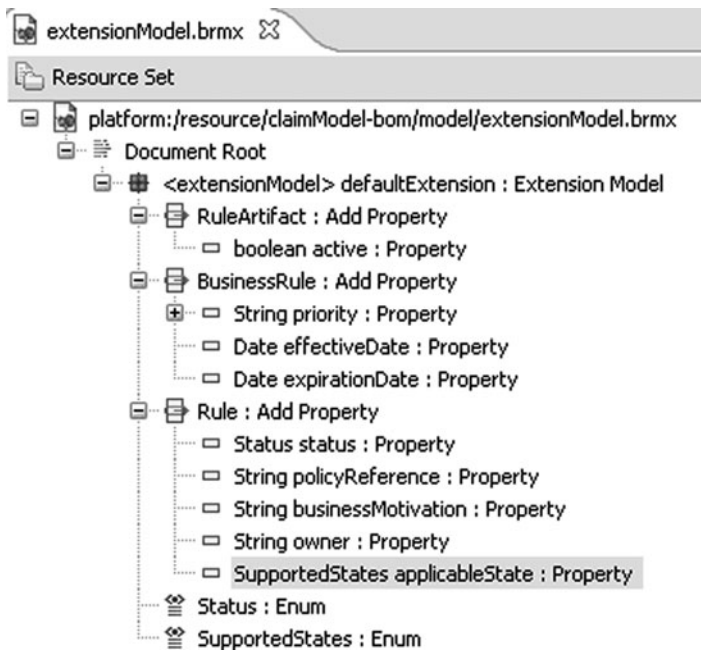 extensionModel.brmx
Resource Set
platform:/resource/claimModel-bom/model/extensionModel.brmx
Document Root
<extensionModel> defaultExtension : Extension Model
RuleArtifact : Add Property
boolean active : Property
BusinessRule : Add Property
String priority : Property
Date effectiveDate : Property
Date expirationDate : Property
Rule : Add Property
Status status : Property
String policyReference : Property
String businessMotivation : Property
String owner : Property
SupportedStates applicableState : Property
Status : Enum
SupportedStates : Enum